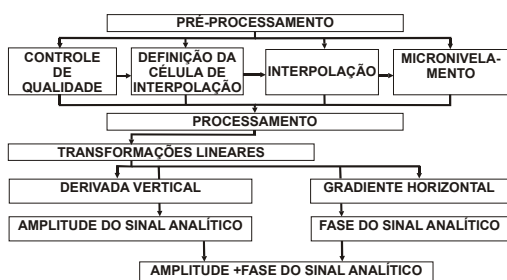 PRÉ-PROCESSAMENTO
CONTROLE
DE
QUALIDADE
DEFINIÇÃO DA
CÉLULA DE
INTERPOLAÇÃO
INTERPOLAÇÃO
MICRONIVELA-
MENTO
PROCESSAMENTO
TRANSFORMAÇÕES LINEARES
DERIVADA VERTICAL
GRADIENTE HORIZONTAL
AMPLITUDE DO SINAL ANALÍTICO
FASE DO SINAL ANALÍTICO
AMPLITUDE +FASE DO SINAL ANALÍTICO